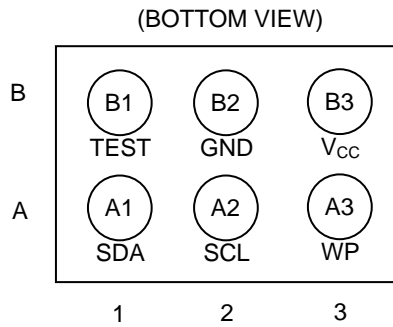 (BOTTOM VIEW)
B B1 B2 B3
TEST GND VCC
A A1 A2 A3
SDA SCL WP
1 2 3